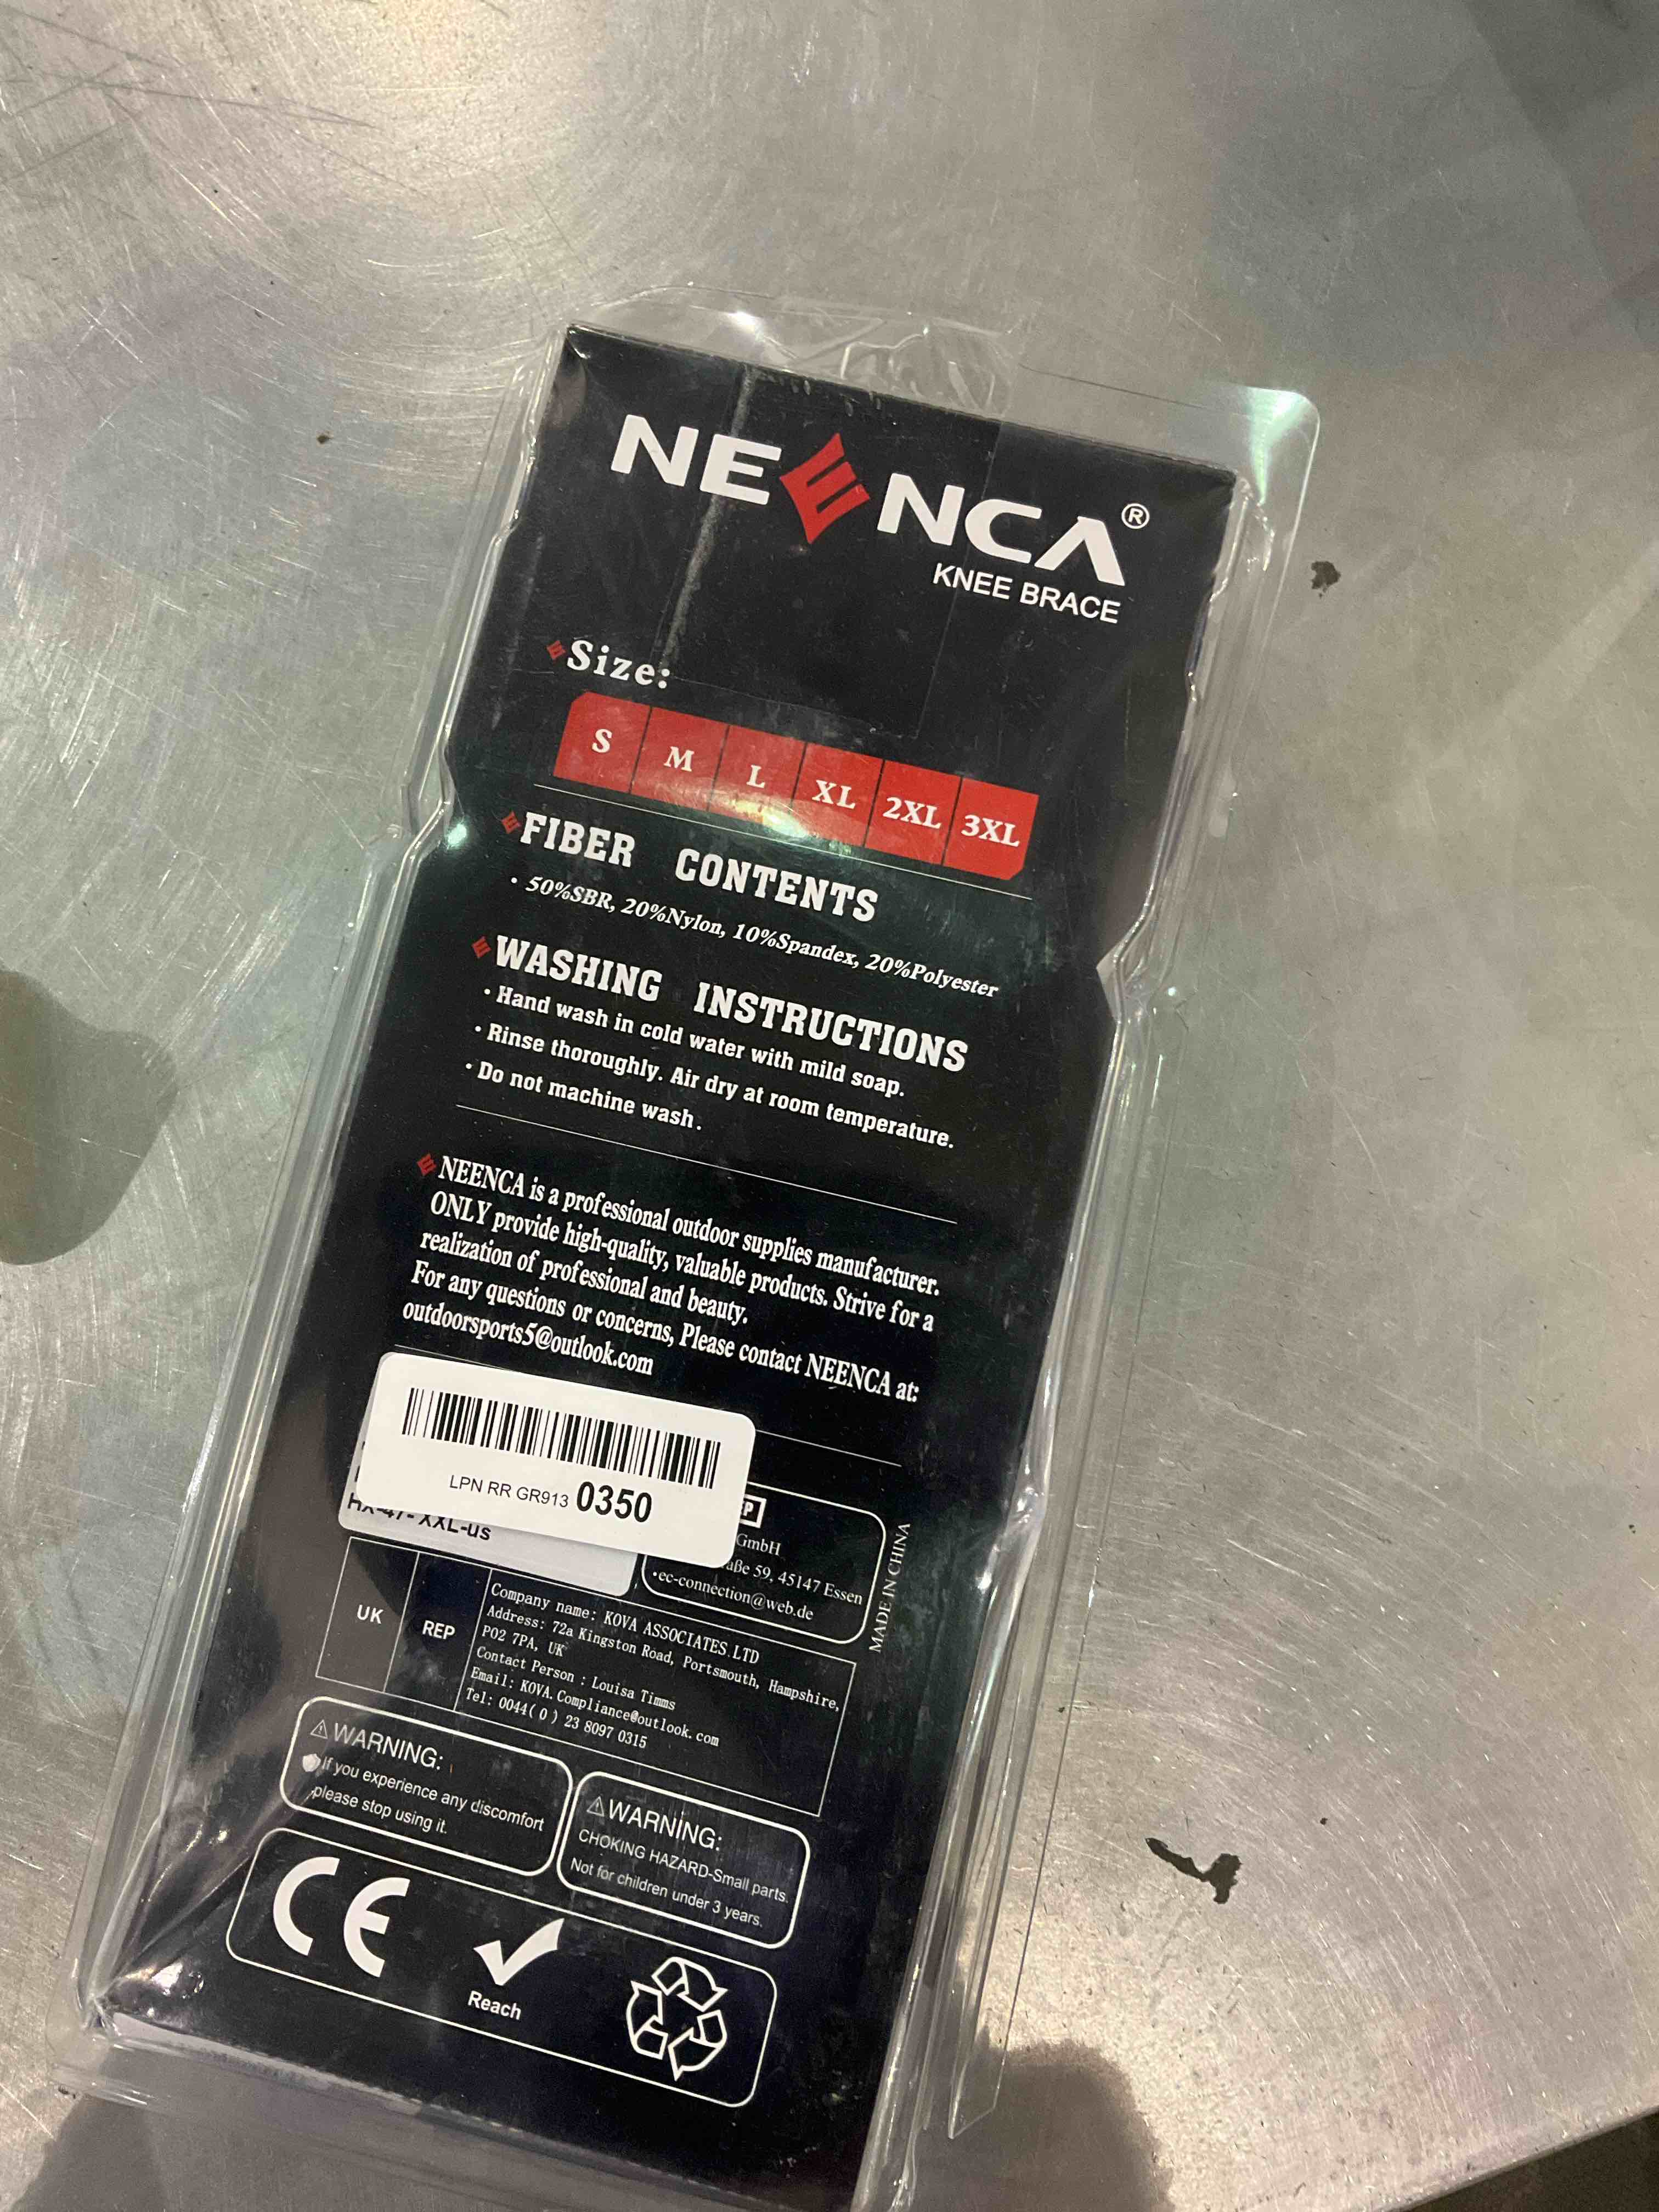 NEENCA®
KNEE BRACE
Size:
S M L XL 2XL 3XL
FIBER CONTENTS
• 50%SBR, 20%Nylon, 10%Spandex, 20%Polyester
WASHING INSTRUCTIONS
• Hand wash in cold water with mild soap.
• Rinse thoroughly. Air dry at room temperature.
• Do not machine wash.
NEENCA is a professional outdoor supplies manufacturer.
ONLY provide high-quality, valuable products. Strive for a
realization of professional and beauty.
For any questions or concerns, Please contact NEENCA at:
outdoorsports5@outlook.com
LPN RR GR913 0350
HX-47-XXL-us
GmbH
59, 45147 Essen
•ec-connection@web.de
MADE IN CHINA
UK
REP
Company name: KOVA ASSOCIATES.LTD
Address: 72a Kingston Road, Portsmouth, Hampshire,
PO2 7PA, UK
Contact Person : Louisa Timms
Email: KOVA.Compliance@outlook.com
Tel: 0044(0) 23 8097 0315
WARNING:
If you experience any discomfort
please stop using it.
WARNING:
CHOKING HAZARD-Small parts.
Not for children under 3 years.
CE
Reach